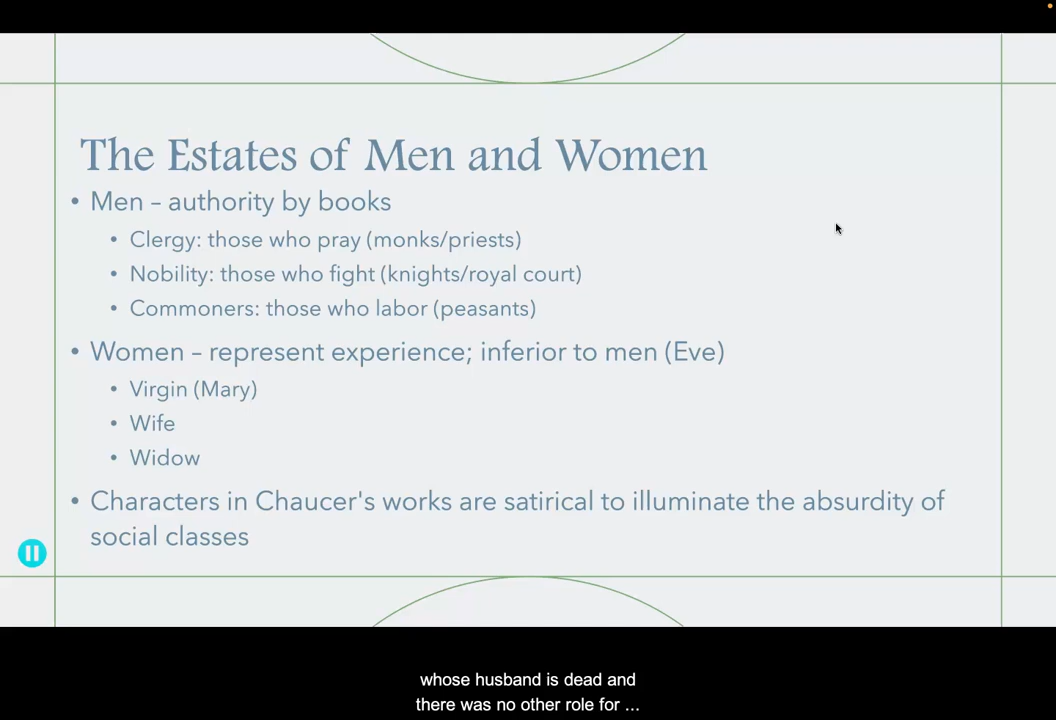 The Estates of Men and Women
• Men – authority by books
• Clergy: those who pray (monks/priests)
• Nobility: those who fight (knights/royal court)
• Commoners: those who labor (peasants)
• Women – represent experience; inferior to men (Eve)
• Virgin (Mary)
• Wife
• Widow
• Characters in Chaucer's works are satirical to illuminate the absurdity of
social classes
whose husband is dead and
there was no other role for ...